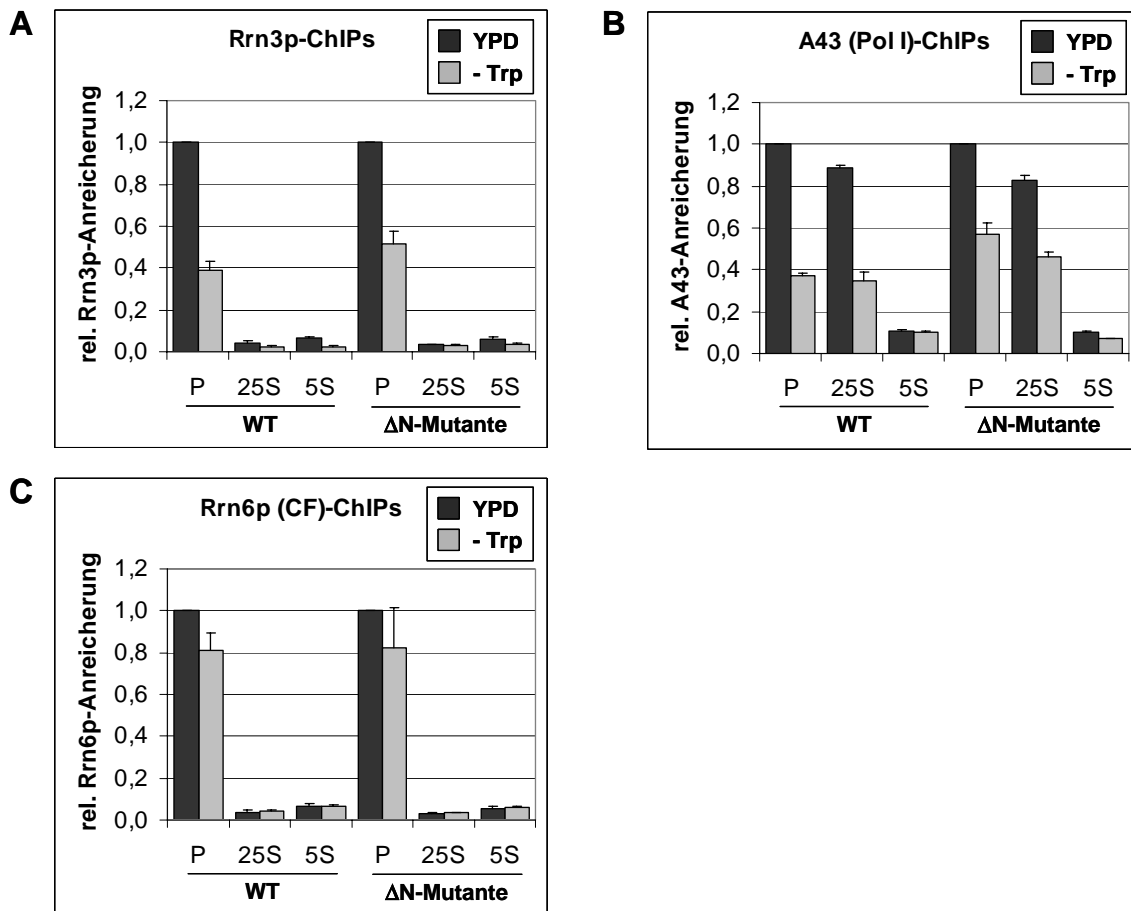 A
Rrn3p-ChIPs
YPD
- Trp
rel. Rrn3p-Anreicherung
1,2
1,0
0,8
0,6
0,4
0,2
0,0
P 25S 5S P 25S 5S
WT ΔN-Mutante
B
A43 (Pol I)-ChIPs
YPD
- Trp
rel. A43-Anreicherung
1,2
1,0
0,8
0,6
0,4
0,2
0,0
P 25S 5S P 25S 5S
WT ΔN-Mutante
C
Rrn6p (CF)-ChIPs
YPD
- Trp
rel. Rrn6p-Anreicherung
1,2
1,0
0,8
0,6
0,4
0,2
0,0
P 25S 5S P 25S 5S
WT ΔN-Mutante